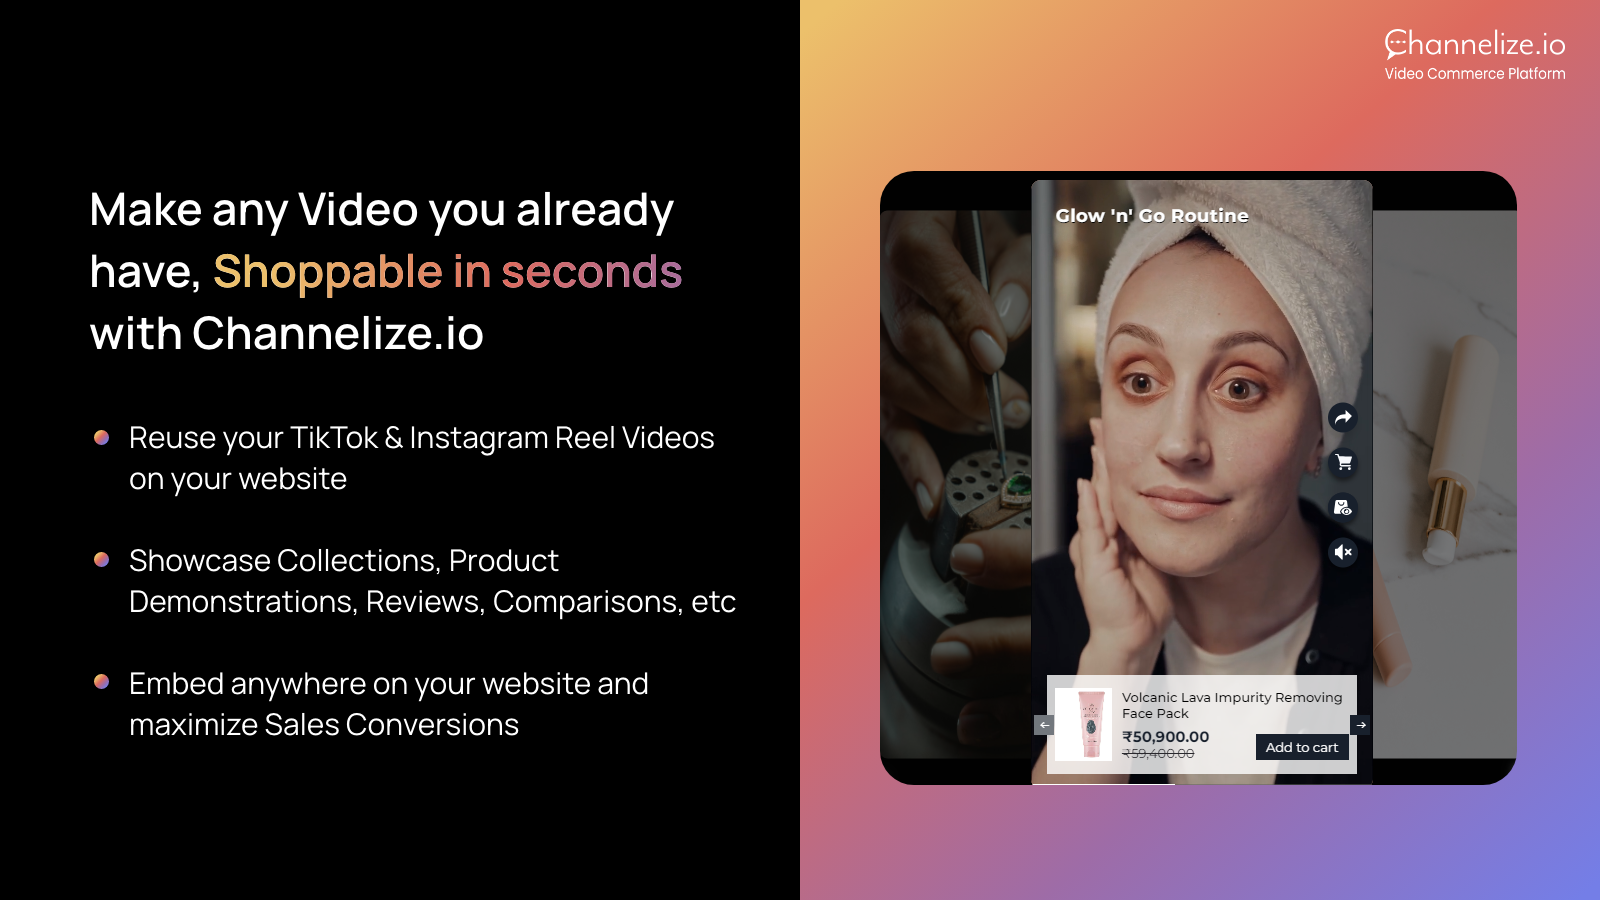 Make any Video you already
have, Shoppable in seconds
with Channelize.io
Reuse your TikTok & Instagram Reel Videos
on your website
Showcase Collections, Product
Demonstrations, Reviews, Comparisons, etc
Embed anywhere on your website and
maximize Sales Conversions
Channelize.io
Video Commerce Platform
Glow 'n' Go Routine
Volcanic Lava Impurity Removing
Face Pack
₹50,900.00
₹59,400.00
Add to cart